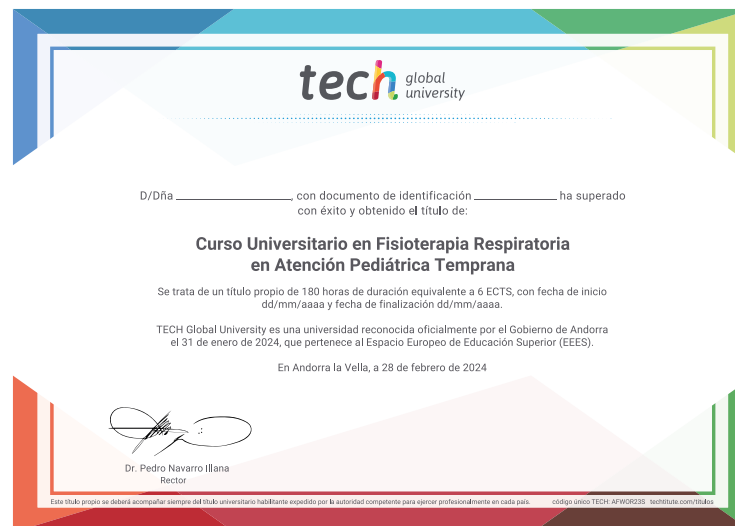 tech global university
D/Dña ______________, con documento de identificación ______________ ha superado
con éxito y obtenido el título de:
Curso Universitario en Fisioterapia Respiratoria
en Atención Pediátrica Temprana
Se trata de un título propio de 180 horas de duración equivalente a 6 ECTS, con fecha de inicio
dd/mm/aaaa y fecha de finalización dd/mm/aaaa.
TECH Global University es una universidad reconocida oficialmente por el Gobierno de Andorra
el 31 de enero de 2024, que pertenece al Espacio Europeo de Educación Superior (EEES).
En Andorra la Vella, a 28 de febrero de 2024
Dr. Pedro Navarro Illana
Rector
Este título propio se deberá acompañar siempre del título universitario habilitante expedido por la autoridad competente para ejercer profesionalmente en cada país. código único TECH: AFWOR23S techtitute.com/titulos